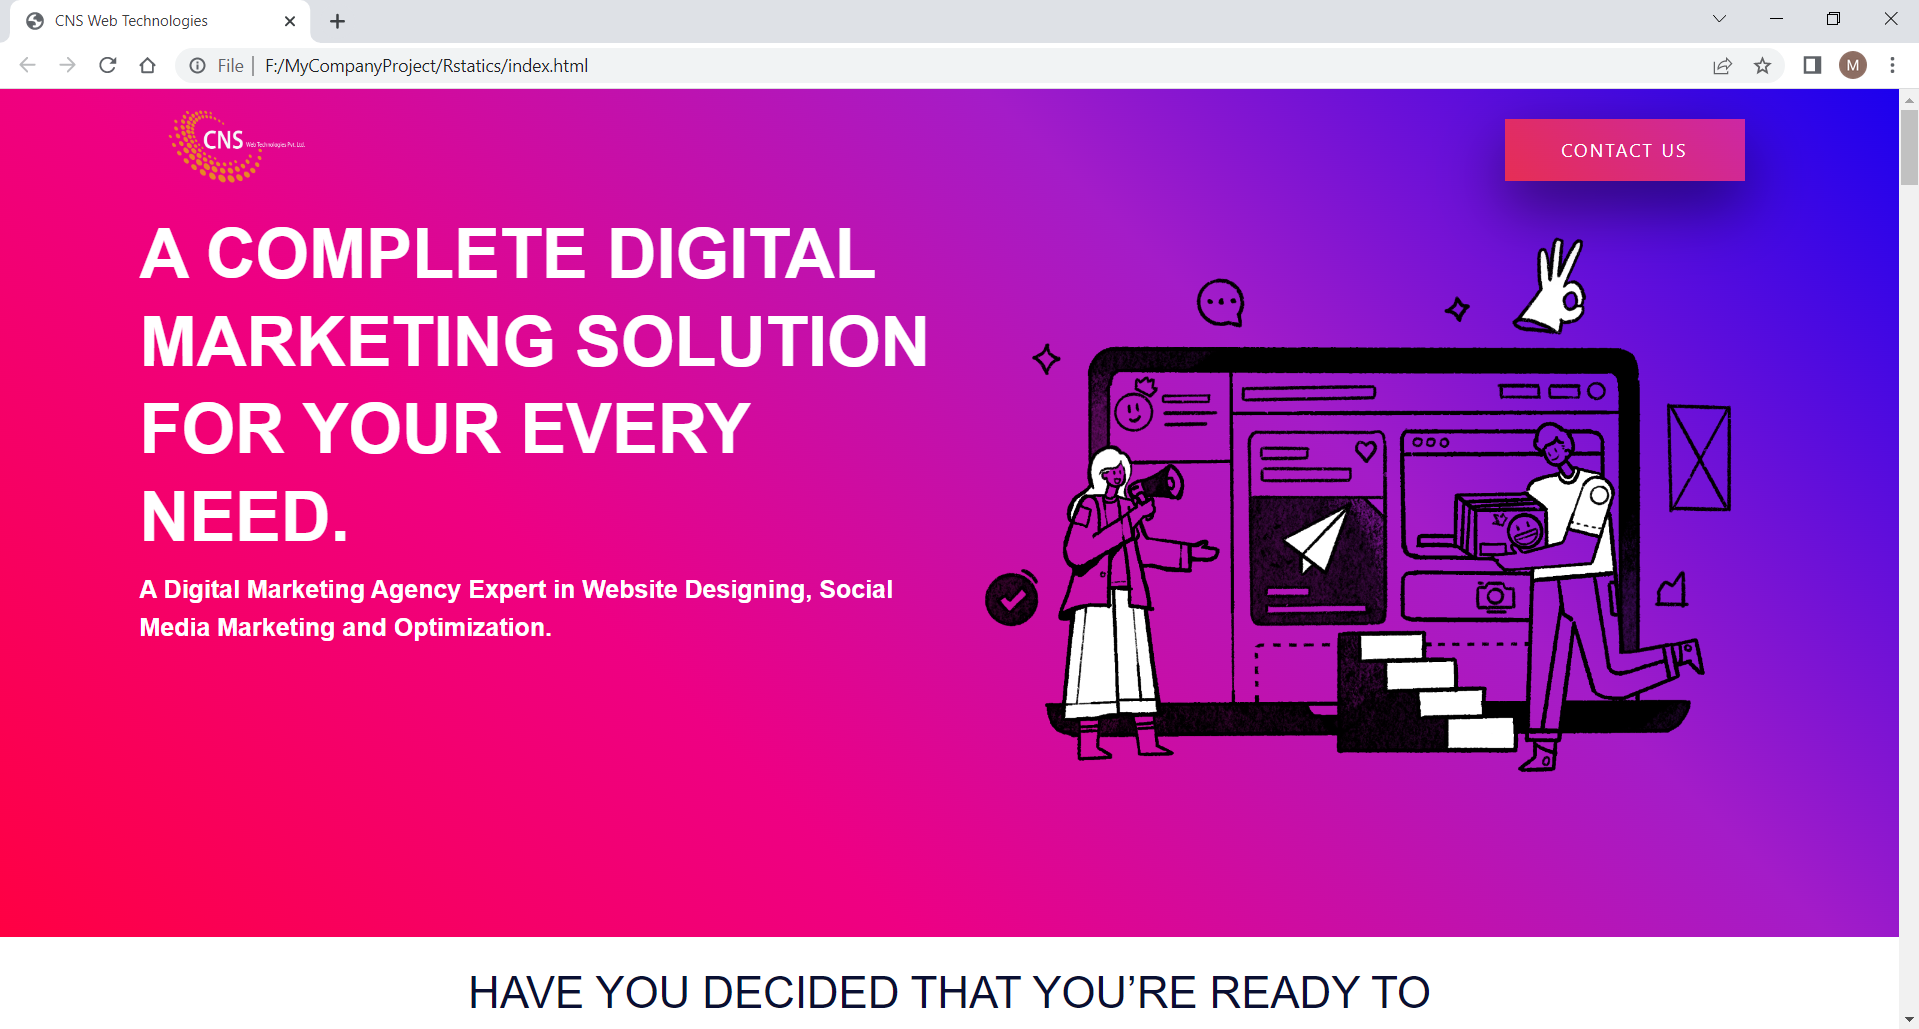 CNS Web Technologies
File
F:/MyCompanyProject/Rstatics/index.html
M
CNS Web Technologies Pvt. Ltd.
CONTACT US
A COMPLETE DIGITAL
MARKETING SOLUTION
FOR YOUR EVERY
NEED.
A Digital Marketing Agency Expert in Website Designing, Social
Media Marketing and Optimization.
HAVE YOU DECIDED THAT YOU’RE READY TO